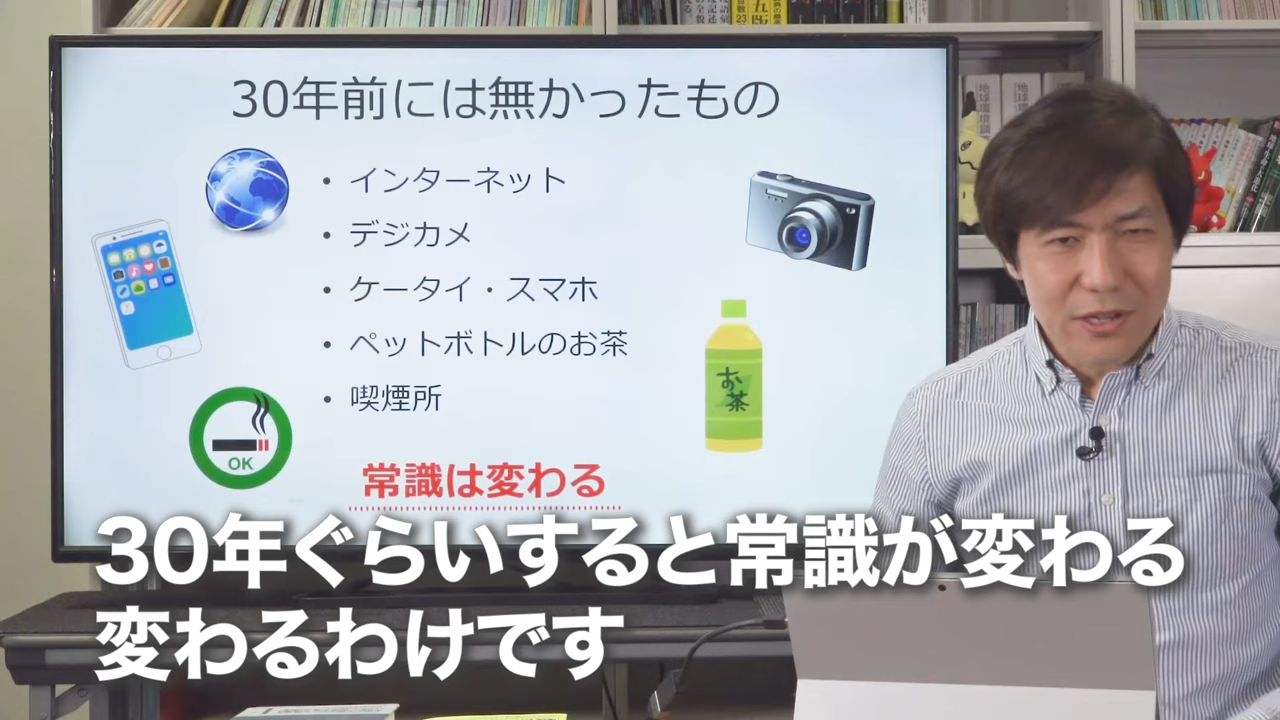 30年前には無かったもの
・ インターネット
・ デジカメ
・ ケータイ・スマホ
・ ペットボトルのお茶
・ 喫煙所
OK
お茶
常識は変わる
30年ぐらいすると常識が変わる
変わるわけです